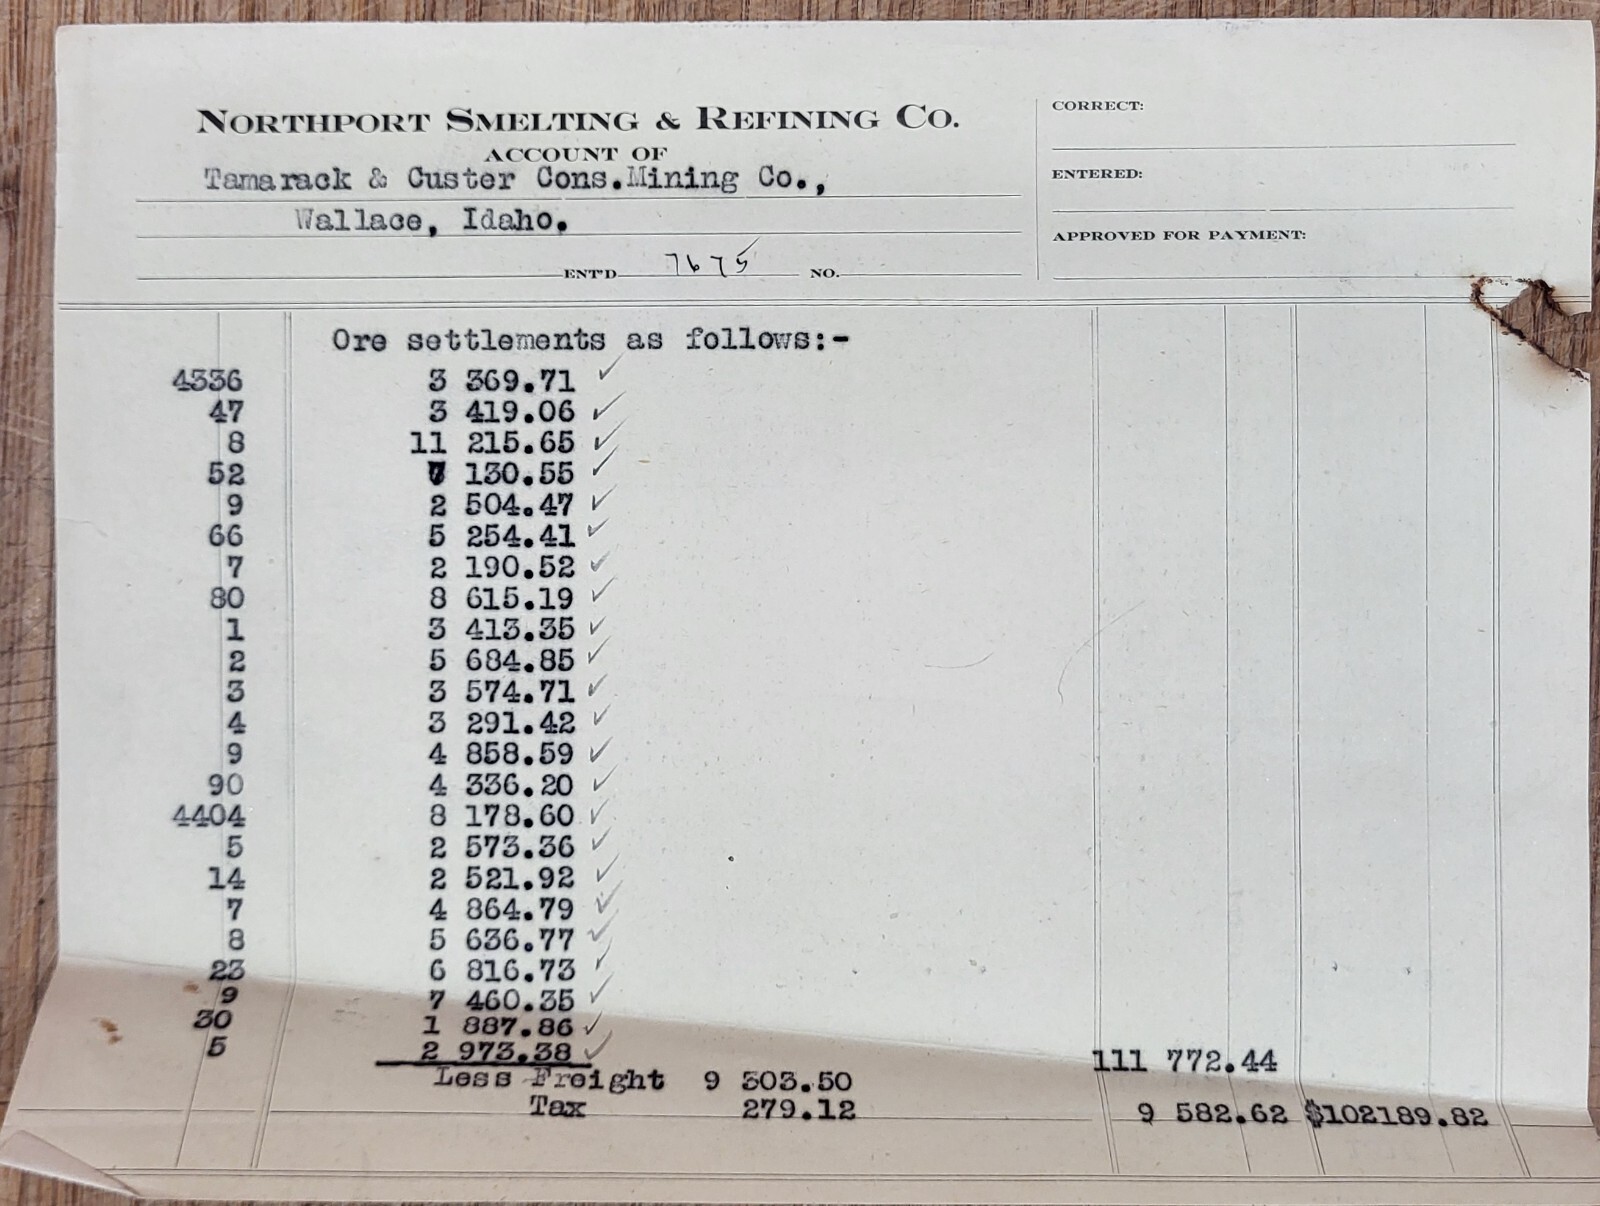 NORTHPORT SMELTING & REFINING CO.
ACCOUNT OF
Tamarack & Custer Cons.Mining Co.,
Wallace, Idaho.
ENT'D 7675 NO.
CORRECT:
ENTERED:
APPROVED FOR PAYMENT:
Ore settlements as follows:-
4336 3 369.71 ✓
47 3 419.06 ✓
8 11 215.65 ✓
52 7 130.55 ✓
9 2 504.47 ✓
66 5 254.41 ✓
7 2 190.52 ✓
80 8 615.19 ✓
1 3 413.35 ✓
2 5 684.85 ✓
3 3 574.71 ✓
4 3 291.42 ✓
9 4 858.59 ✓
90 4 336.20 ✓
4404 8 178.60 ✓
5 2 573.36 ✓
14 2 521.92 ✓
7 4 864.79 ✓
8 5 636.77 ✓
23 6 816.73 ✓
9 7 460.35 ✓
30 1 887.86 ✓
5 2 973.38 ✓ 111 772.44
Less Freight 9 303.50
Tax 279.12 9 582.62 $102189.82